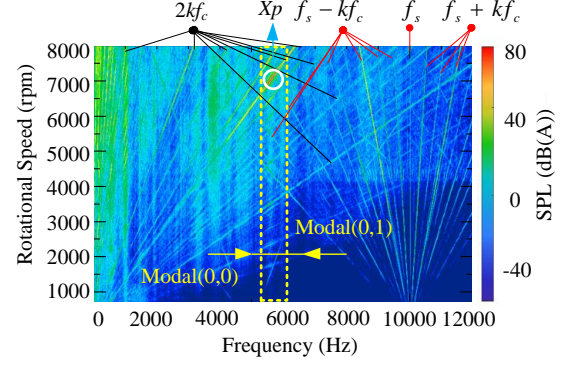 2kf_c Xp f_s − kf_c f_s f_s + kf_c
8000
7000
6000
5000
4000
3000
2000
1000
Rotational Speed (rpm)
Modal(0,1)
Modal(0,0)
0 2000 4000 6000 8000 10000 12000
Frequency (Hz)
80
40
0
-40
SPL (dB(A))